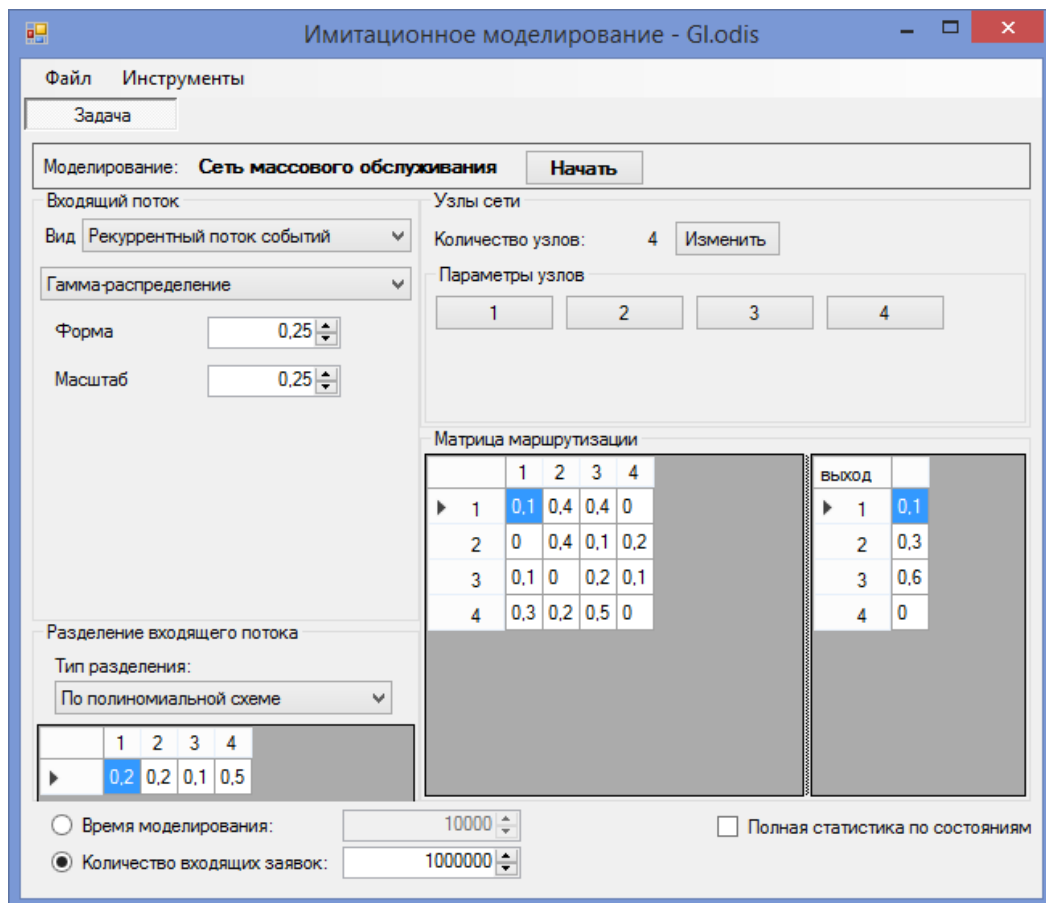 Имитационное моделирование - Gl.odis
Файл Инструменты
Задача
Моделирование: Сеть массового обслуживания Начать
Входящий поток
Вид Рекуррентный поток событий
Гамма-распределение
Форма 0,25
Масштаб 0,25
Узлы сети
Количество узлов: 4 Изменить
Параметры узлов
1 2 3 4
Матрица маршрутизации
1 2 3 4
1 0,1 0,4 0,4 0
2 0 0,4 0,1 0,2
3 0,1 0 0,2 0,1
4 0,3 0,2 0,5 0
выход
1 0,1
2 0,3
3 0,6
4 0
Разделение входящего потока
Тип разделения:
По полиномиальной схеме
1 2 3 4
0,2 0,2 0,1 0,5
Время моделирования: 10000
Количество входящих заявок: 1000000
Полная статистика по состояниям